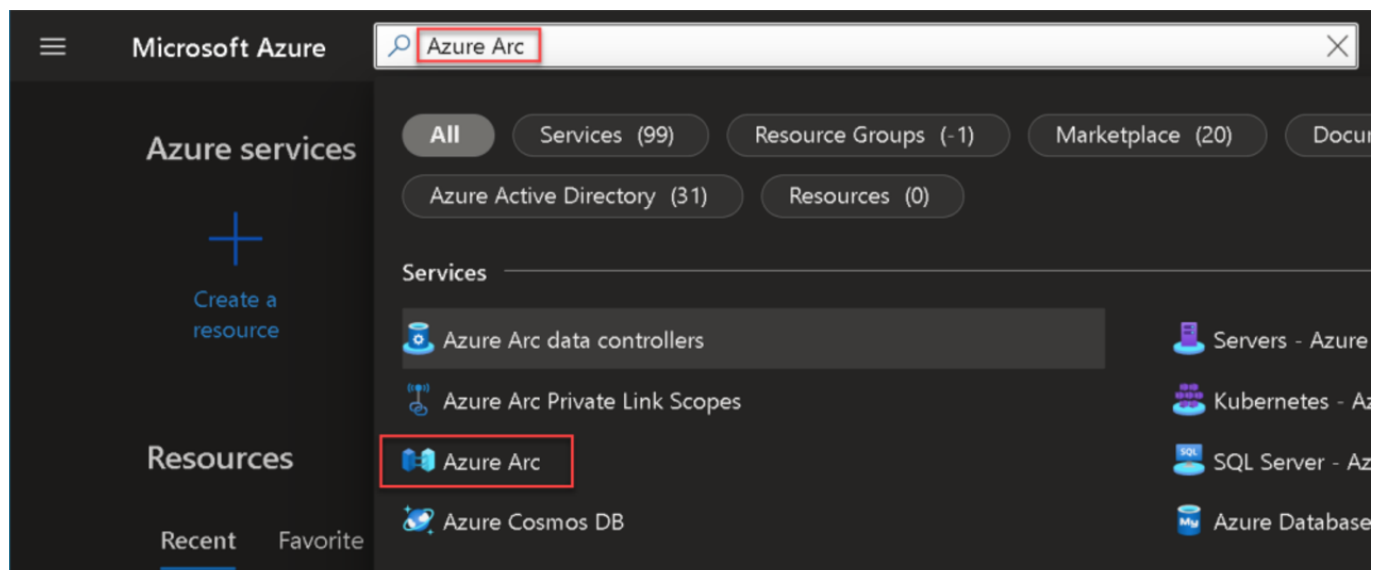 Microsoft Azure
Azure Arc
All
Services (99)
Resource Groups (-1)
Marketplace (20)
Azure Active Directory (31)
Resources (0)
Azure services
Create a
resource
Services
Azure Arc data controllers
Servers - Azure
Azure Arc Private Link Scopes
Kubernetes -
Azure Arc
SQL
SQL Server -
Azure Cosmos DB
My
Azure Database
Resources
Recent
Favorite